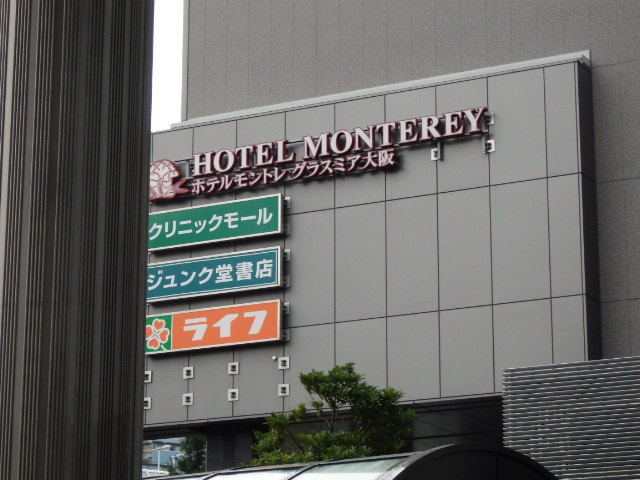 HOTEL MONTEREY
ホテルモントレ グラスミア大阪
クリニックモール
ジュンク堂書店
ライフ